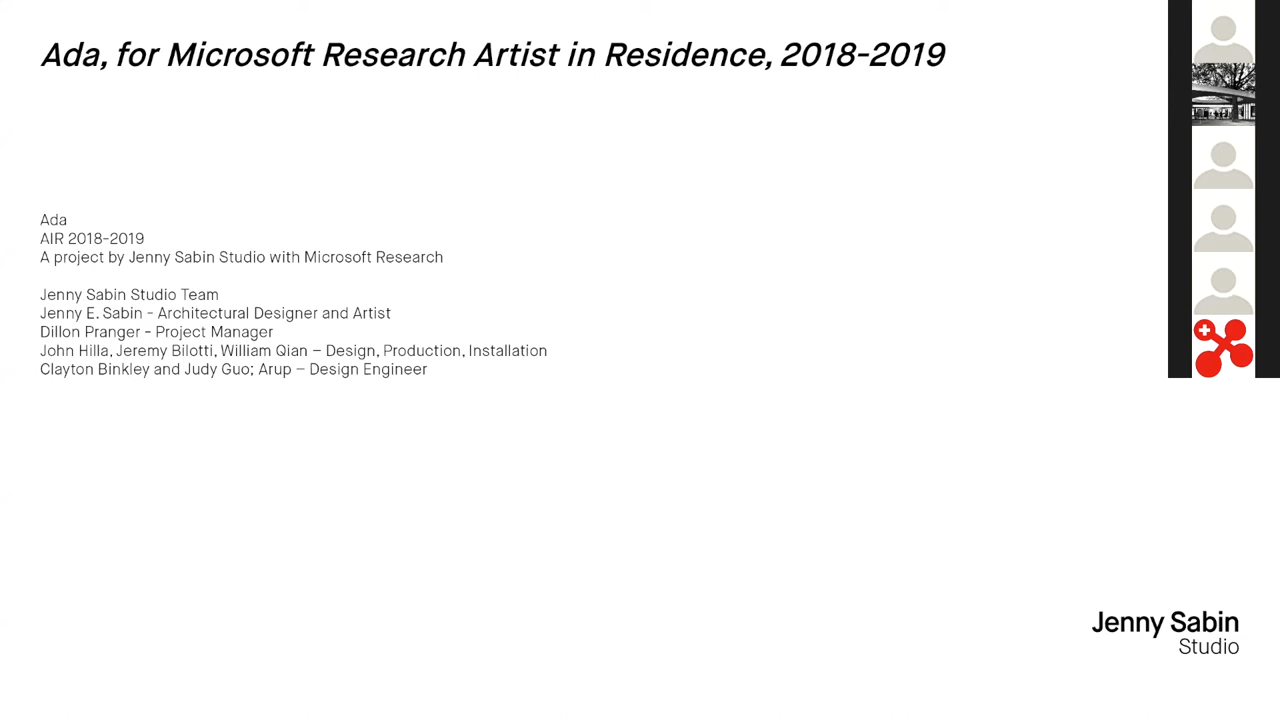 Ada, for Microsoft Research Artist in Residence, 2018-2019
Ada
AIR 2018-2019
A project by Jenny Sabin Studio with Microsoft Research
Jenny Sabin Studio Team
Jenny E. Sabin - Architectural Designer and Artist
Dillon Pranger - Project Manager
John Hilla, Jeremy Bilotti, William Qian – Design, Production, Installation
Clayton Binkley and Judy Guo; Arup – Design Engineer
Jenny Sabin
Studio